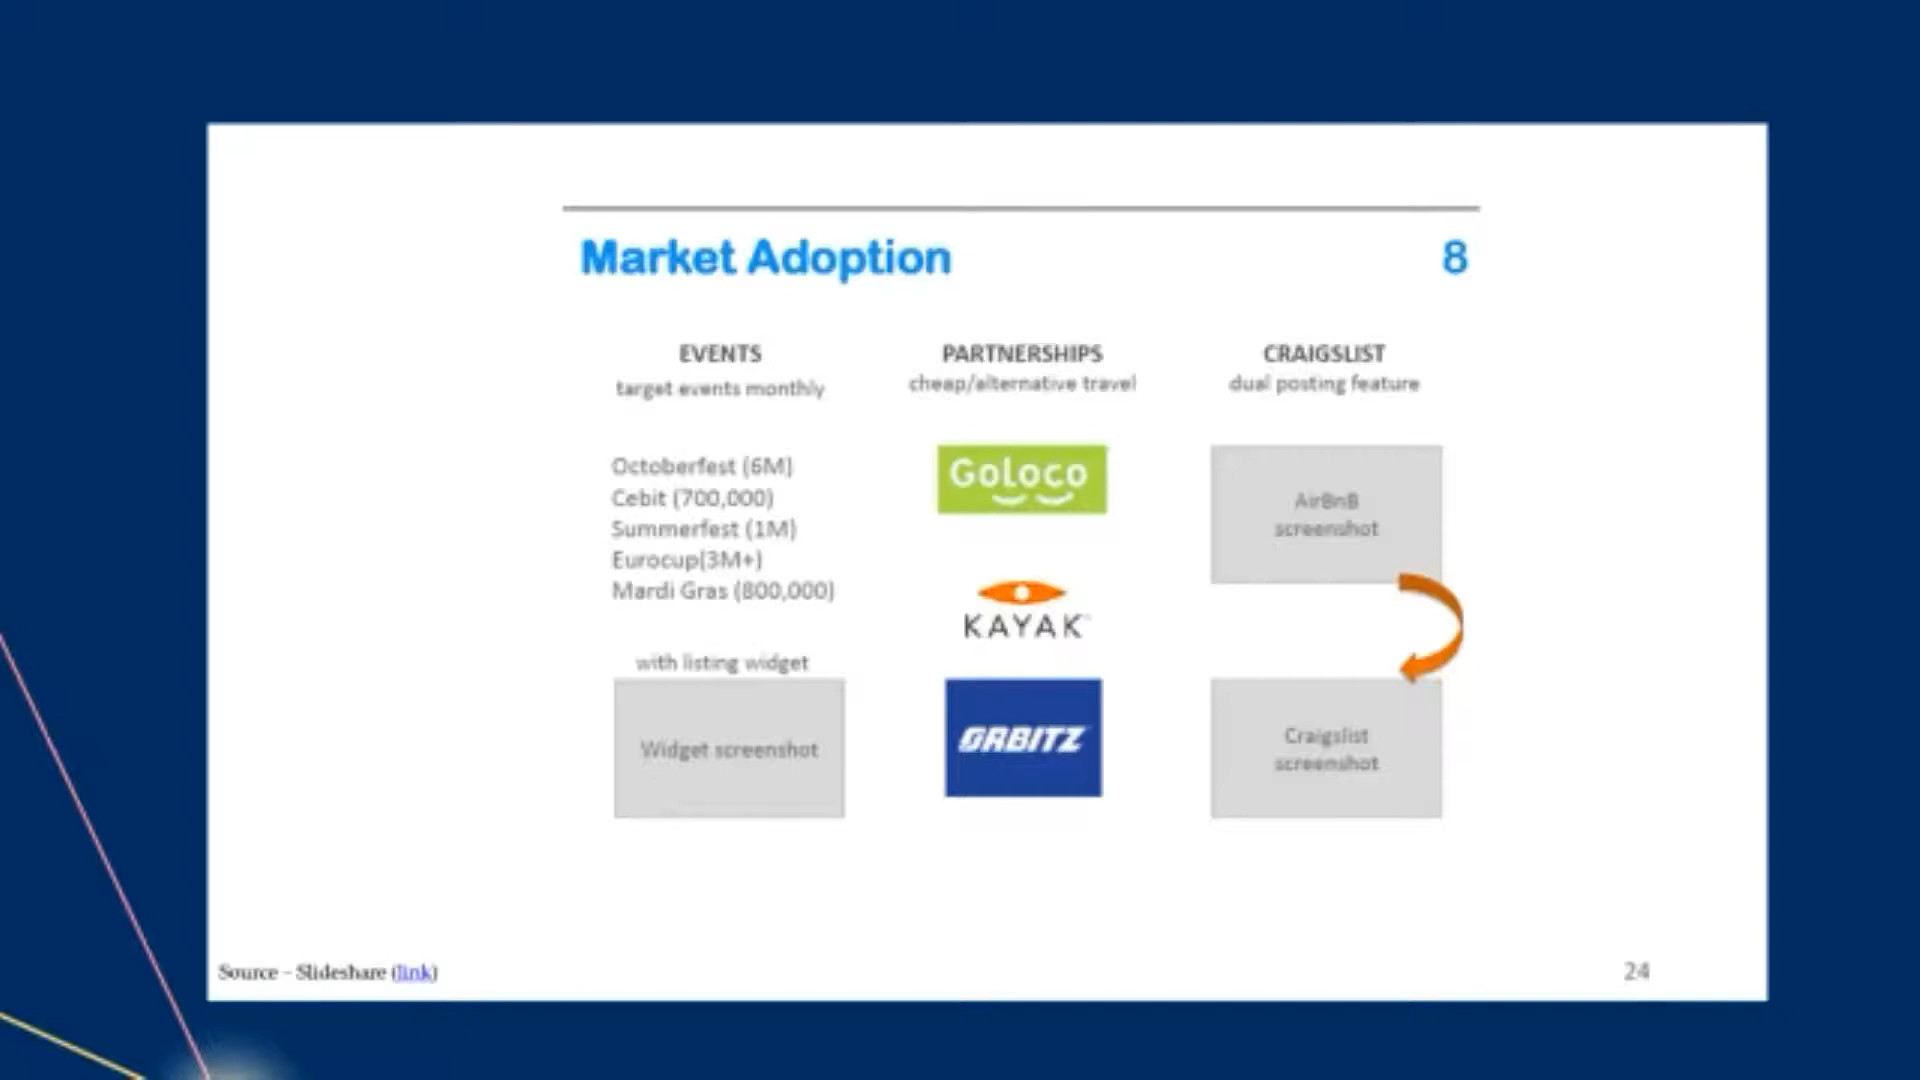 Market Adoption
8
EVENTS
target events monthly
Octoberfest (6M)
Cebit (700,000)
Summerfest (1M)
Eurocup(3M+)
Mardi Gras (800,000)
with listing widget
Widget screenshot
PARTNERSHIPS
cheap/alternative travel
GoLoco
KAYAK
ORBITZ
CRAIGSLIST
dual posting feature
AirBnB
screenshot
Craigslist
screenshot
Source – Slideshare (link)
24